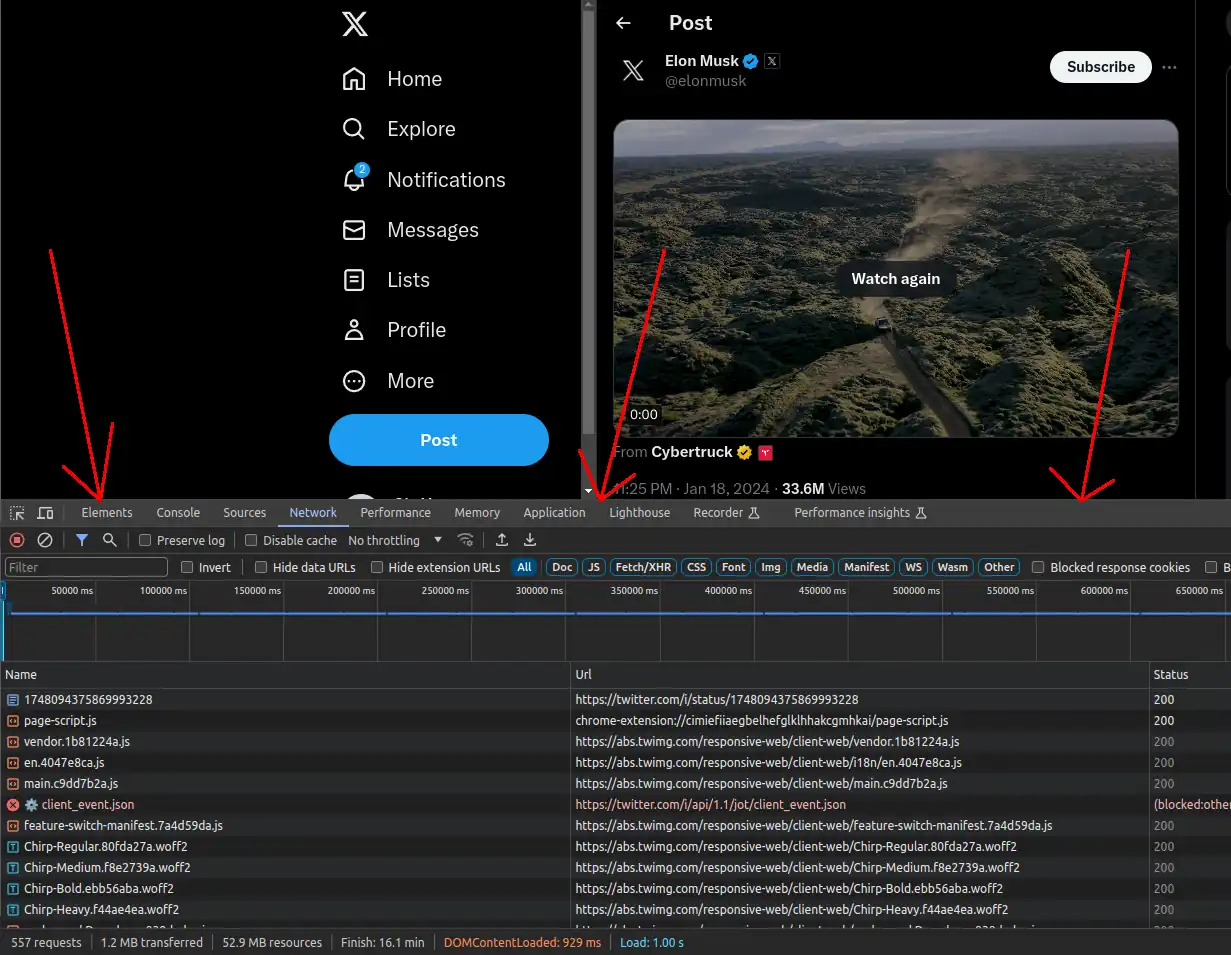 Home
Explore
2
Notifications
Messages
Lists
Profile
More
Post
Post
Elon Musk
@elonmusk
Subscribe
Watch again
0:00
From Cybertruck
11:25 PM · Jan 18, 2024 · 33.6M Views
Elements Console Sources Network Performance Memory Application Lighthouse Recorder Performance insights
Preserve log Disable cache No throttling
Filter Invert Hide data URLs Hide extension URLs All Doc JS Fetch/XHR CSS Font Img Media Manifest WS Wasm Other Blocked response cookies B
50000 ms 100000 ms 150000 ms 200000 ms 250000 ms 300000 ms 350000 ms 400000 ms 450000 ms 500000 ms 550000 ms 600000 ms 650000 ms
Name Url Status
1748094375869993228 https://twitter.com/i/status/1748094375869993228 200
page-script.js chrome-extension://cimiefiiaegbelhefglklhhakcgmhkai/page-script.js 200
vendor.1b81224a.js https://abs.twimg.com/responsive-web/client-web/vendor.1b81224a.js 200
en.4047e8ca.js https://abs.twimg.com/responsive-web/client-web/i18n/en.4047e8ca.js 200
main.c9dd7b2a.js https://abs.twimg.com/responsive-web/client-web/main.c9dd7b2a.js 200
client_event.json https://twitter.com/i/api/1.1/jot/client_event.json (blocked:othe
feature-switch-manifest.7a4d59da.js https://abs.twimg.com/responsive-web/client-web/feature-switch-manifest.7a4d59da.js 200
Chirp-Regular.80fda27a.woff2 https://abs.twimg.com/responsive-web/client-web/Chirp-Regular.80fda27a.woff2 200
Chirp-Medium.f8e2739a.woff2 https://abs.twimg.com/responsive-web/client-web/Chirp-Medium.f8e2739a.woff2 200
Chirp-Bold.ebb56aba.woff2 https://abs.twimg.com/responsive-web/client-web/Chirp-Bold.ebb56aba.woff2 200
Chirp-Heavy.f44ae4ea.woff2 https://abs.twimg.com/responsive-web/client-web/Chirp-Heavy.f44ae4ea.woff2 200
557 requests 1.2 MB transferred 52.9 MB resources Finish: 16.1 min DOMContentLoaded: 929 ms Load: 1.00 s